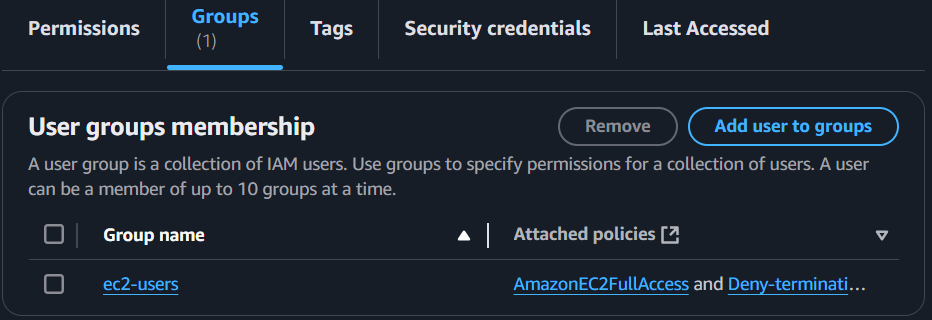 Permissions
Groups
(1)
Tags
Security credentials
Last Accessed
User groups membership
Remove
Add user to groups
A user group is a collection of IAM users. Use groups to specify permissions for a collection of users. A user
can be a member of up to 10 groups at a time.
Group name
Attached policies
ec2-users
AmazonEC2FullAccess and Deny-terminati...